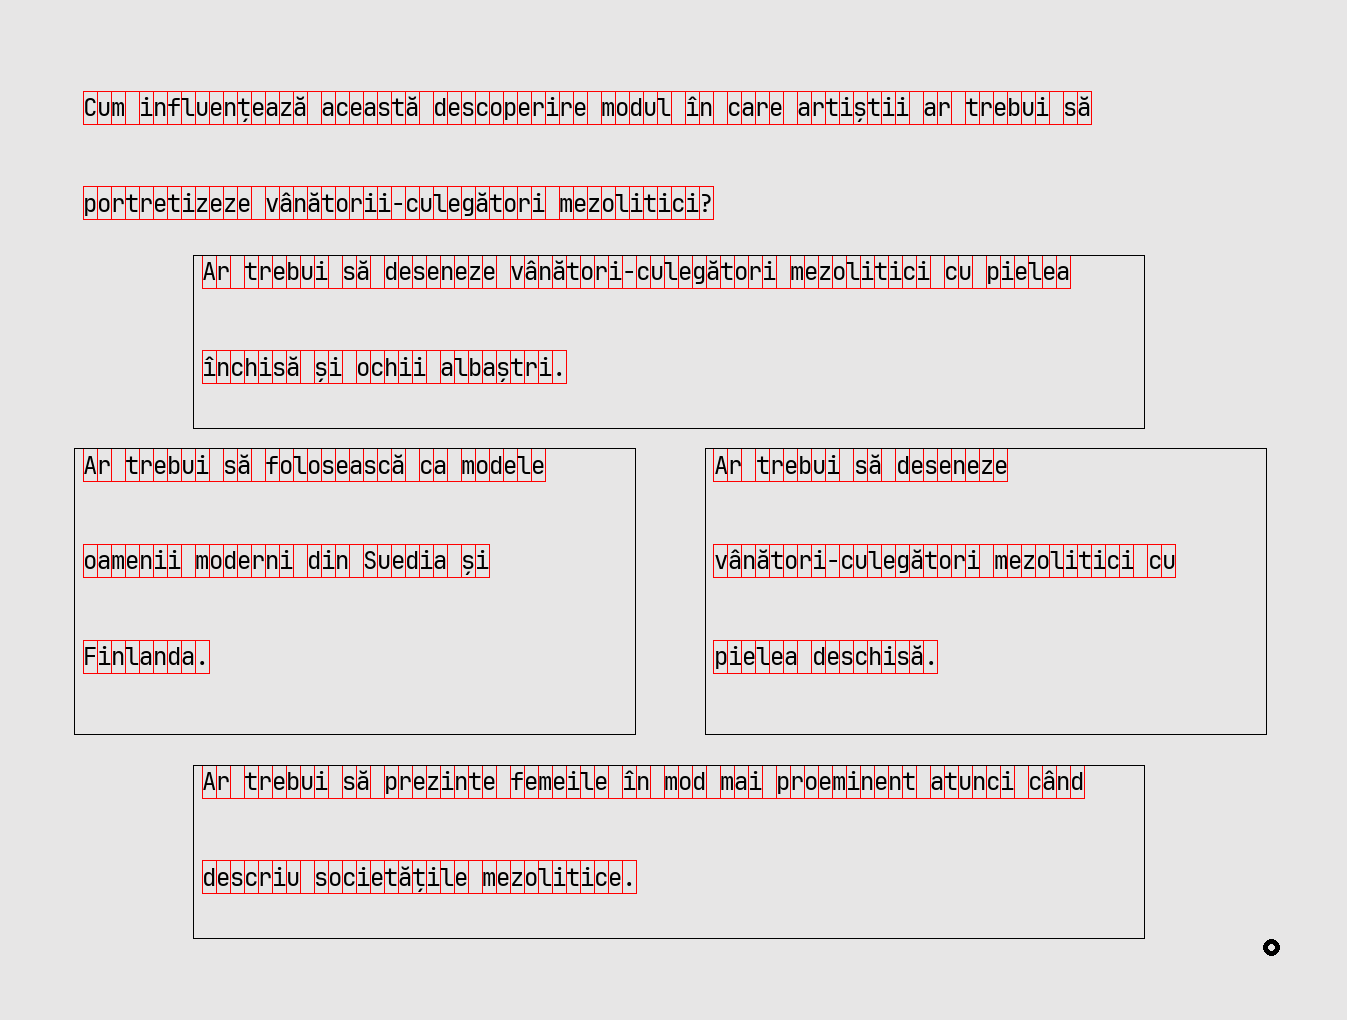 Cum influențează această descoperire modul în care artiștii ar trebui să
portretizeze vânătorii-culegători mezolitici?
Ar trebui să deseneze vânători-culegători mezolitici cu pielea
închisă și ochii albaștri.
Ar trebui să folosească ca modele
oamenii moderni din Suedia și
Finlanda.
Ar trebui să deseneze
vânători-culegători mezolitici cu
pielea deschisă.
Ar trebui să prezinte femeile în mod mai proeminent atunci când
descriu societățile mezolitice.